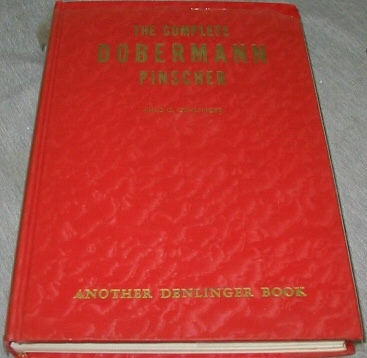 THE COMPLETE
DOBERMANN
PINSCHER
ANOTHER DENLINGER BOOK